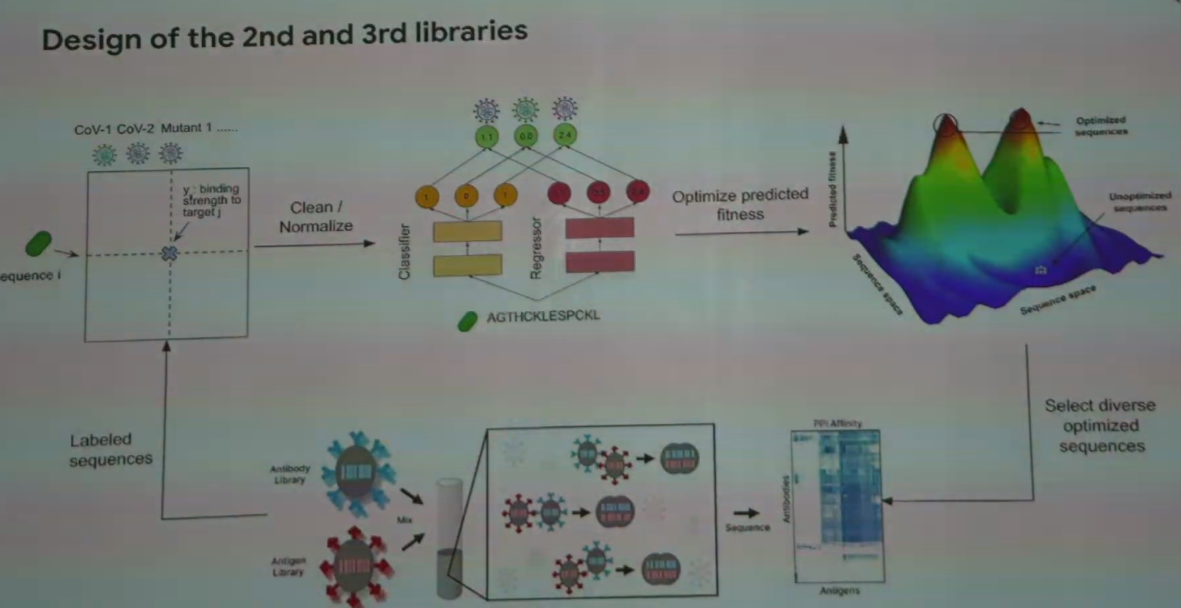 Design of the 2nd and 3rd libraries
CoV-1 CoV-2 Mutant 1 ......
y : binding
strength to
target j
equence i
Clean /
Normalize
1.1
0.0
2.4
1
0
1
Classifier
Regressor
AGTHCKLESPCKL
Optimize predicted
fitness
Predicted fitness
Sequence space
Sequence space
Optimized
sequences
Unoptimized
sequences
Select diverse
optimized
sequences
Labeled
sequences
Antibody
Library
Antigen
Library
Mix
Sequence
PPI Affinity
Antibodies
Antigens